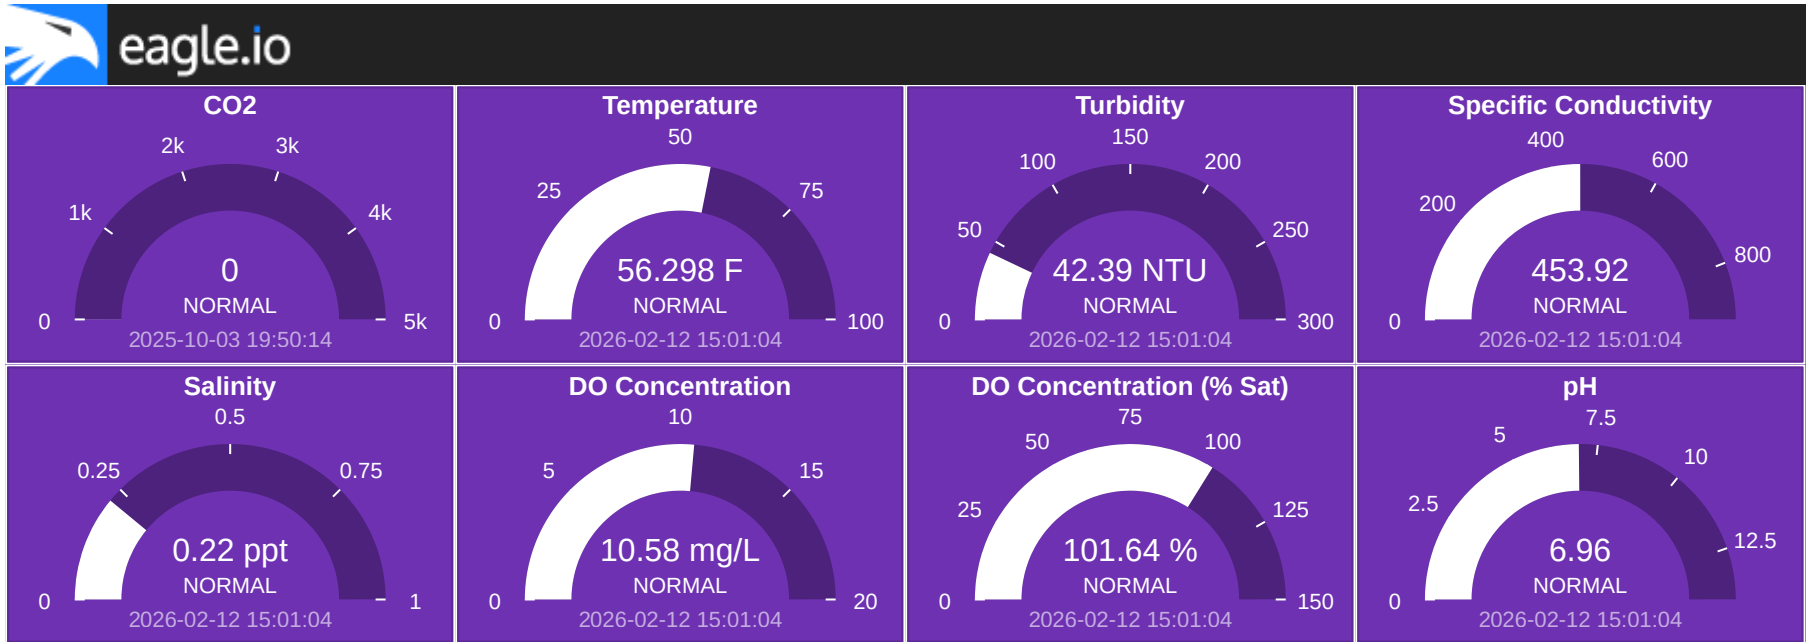 eagle.io
CO2
0
1k
2k
3k
4k
5k
0
NORMAL
2025-10-03 19:50:14
Temperature
0
25
50
75
100
56.298 F
NORMAL
2026-02-12 15:01:04
Turbidity
0
50
100
150
200
250
300
42.39 NTU
NORMAL
2026-02-12 15:01:04
Specific Conductivity
0
200
400
600
800
453.92
NORMAL
2026-02-12 15:01:04
Salinity
0
0.25
0.5
0.75
1
0.22 ppt
NORMAL
2026-02-12 15:01:04
DO Concentration
0
5
10
15
20
10.58 mg/L
NORMAL
2026-02-12 15:01:04
DO Concentration (% Sat)
0
25
50
75
100
125
150
101.64 %
NORMAL
2026-02-12 15:01:04
pH
0
2.5
5
7.5
10
12.5
6.96
NORMAL
2026-02-12 15:01:04